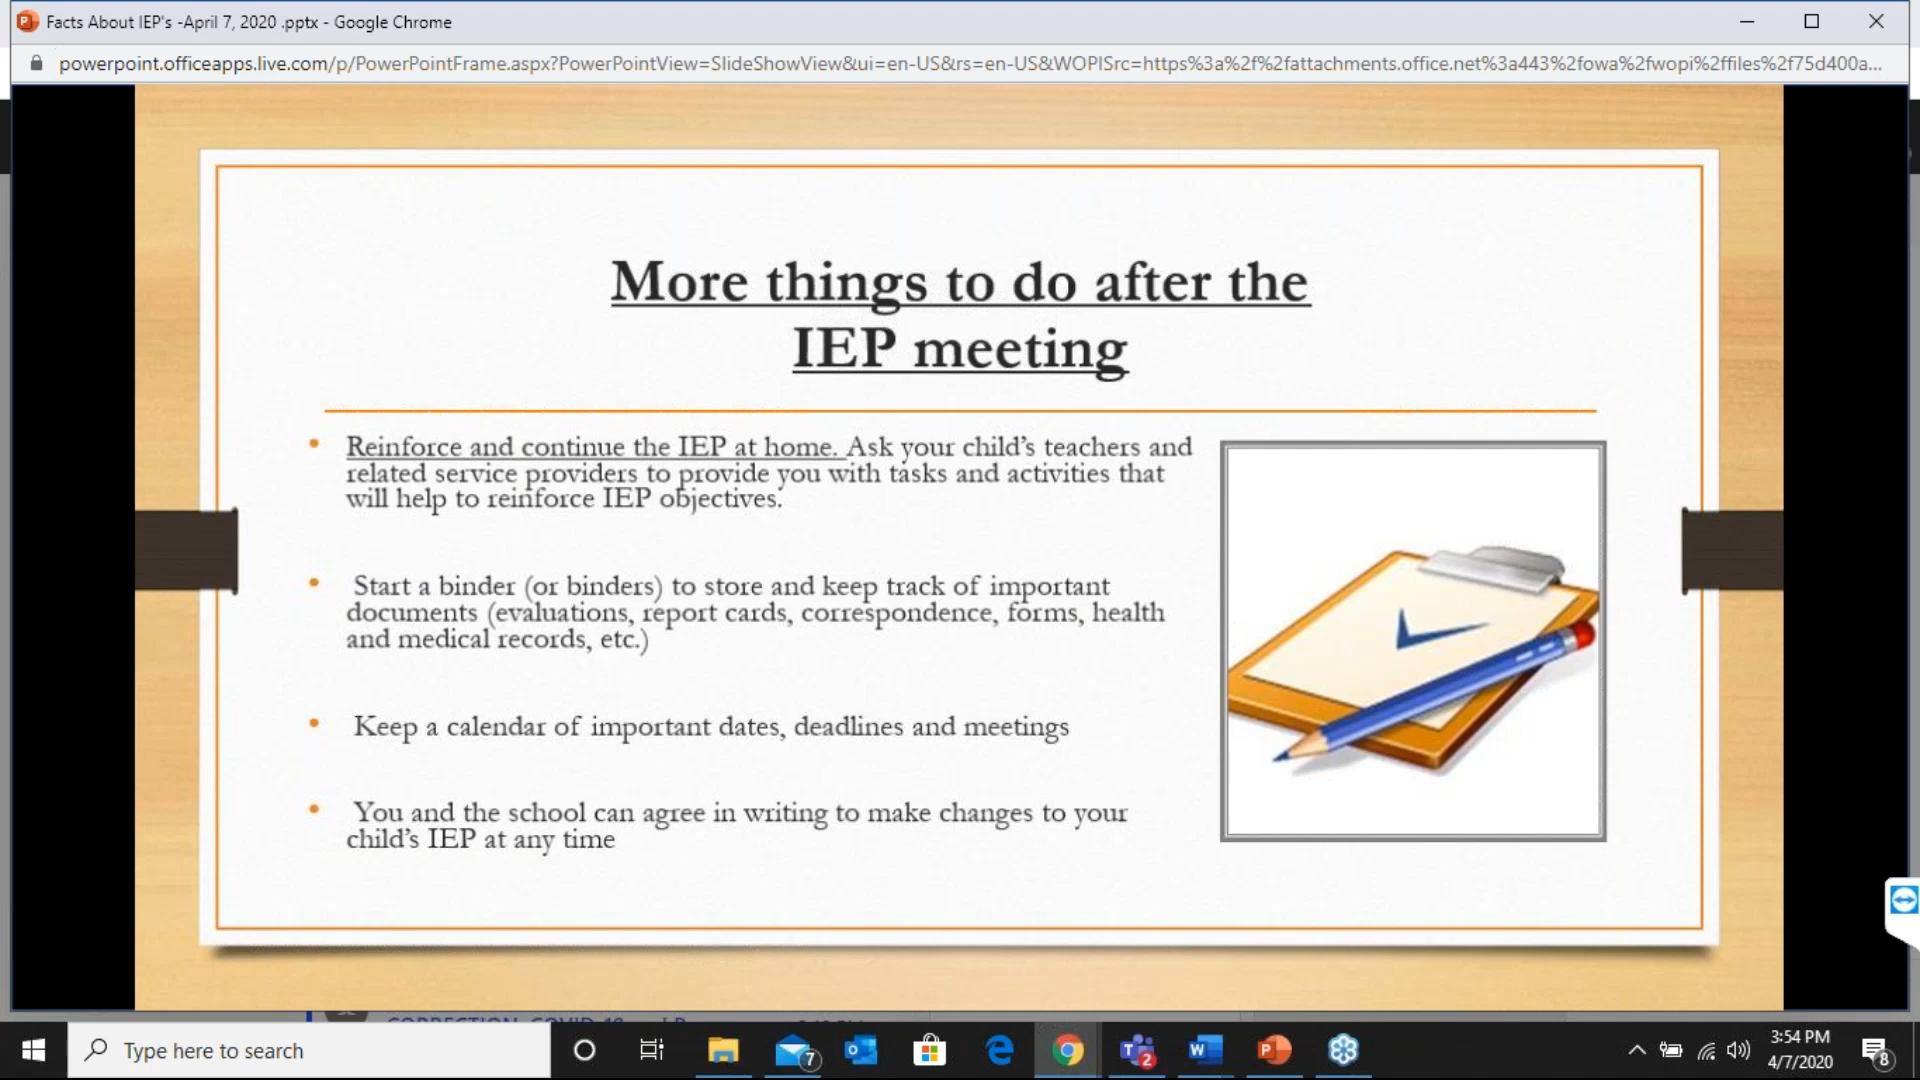 Facts About IEP's -April 7, 2020 .pptx - Google Chrome
powerpoint.officeapps.live.com/p/PowerPointFrame.aspx?PowerPointView=SlideShowView&ui=en-US&rs=en-US&WOPISrc=https%3a%2f%2fattachments.office.net%3a443%2fowa%2fwopi%2ffiles%2f75d400a...
More things to do after the
IEP meeting
• Reinforce and continue the IEP at home. Ask your child's teachers and
related service providers to provide you with tasks and activities that
will help to reinforce IEP objectives.
• Start a binder (or binders) to store and keep track of important
documents (evaluations, report cards, correspondence, forms, health
and medical records, etc.)
• Keep a calendar of important dates, deadlines and meetings
• You and the school can agree in writing to make changes to your
child's IEP at any time
Type here to search
7
2
3:54 PM
4/7/2020
8